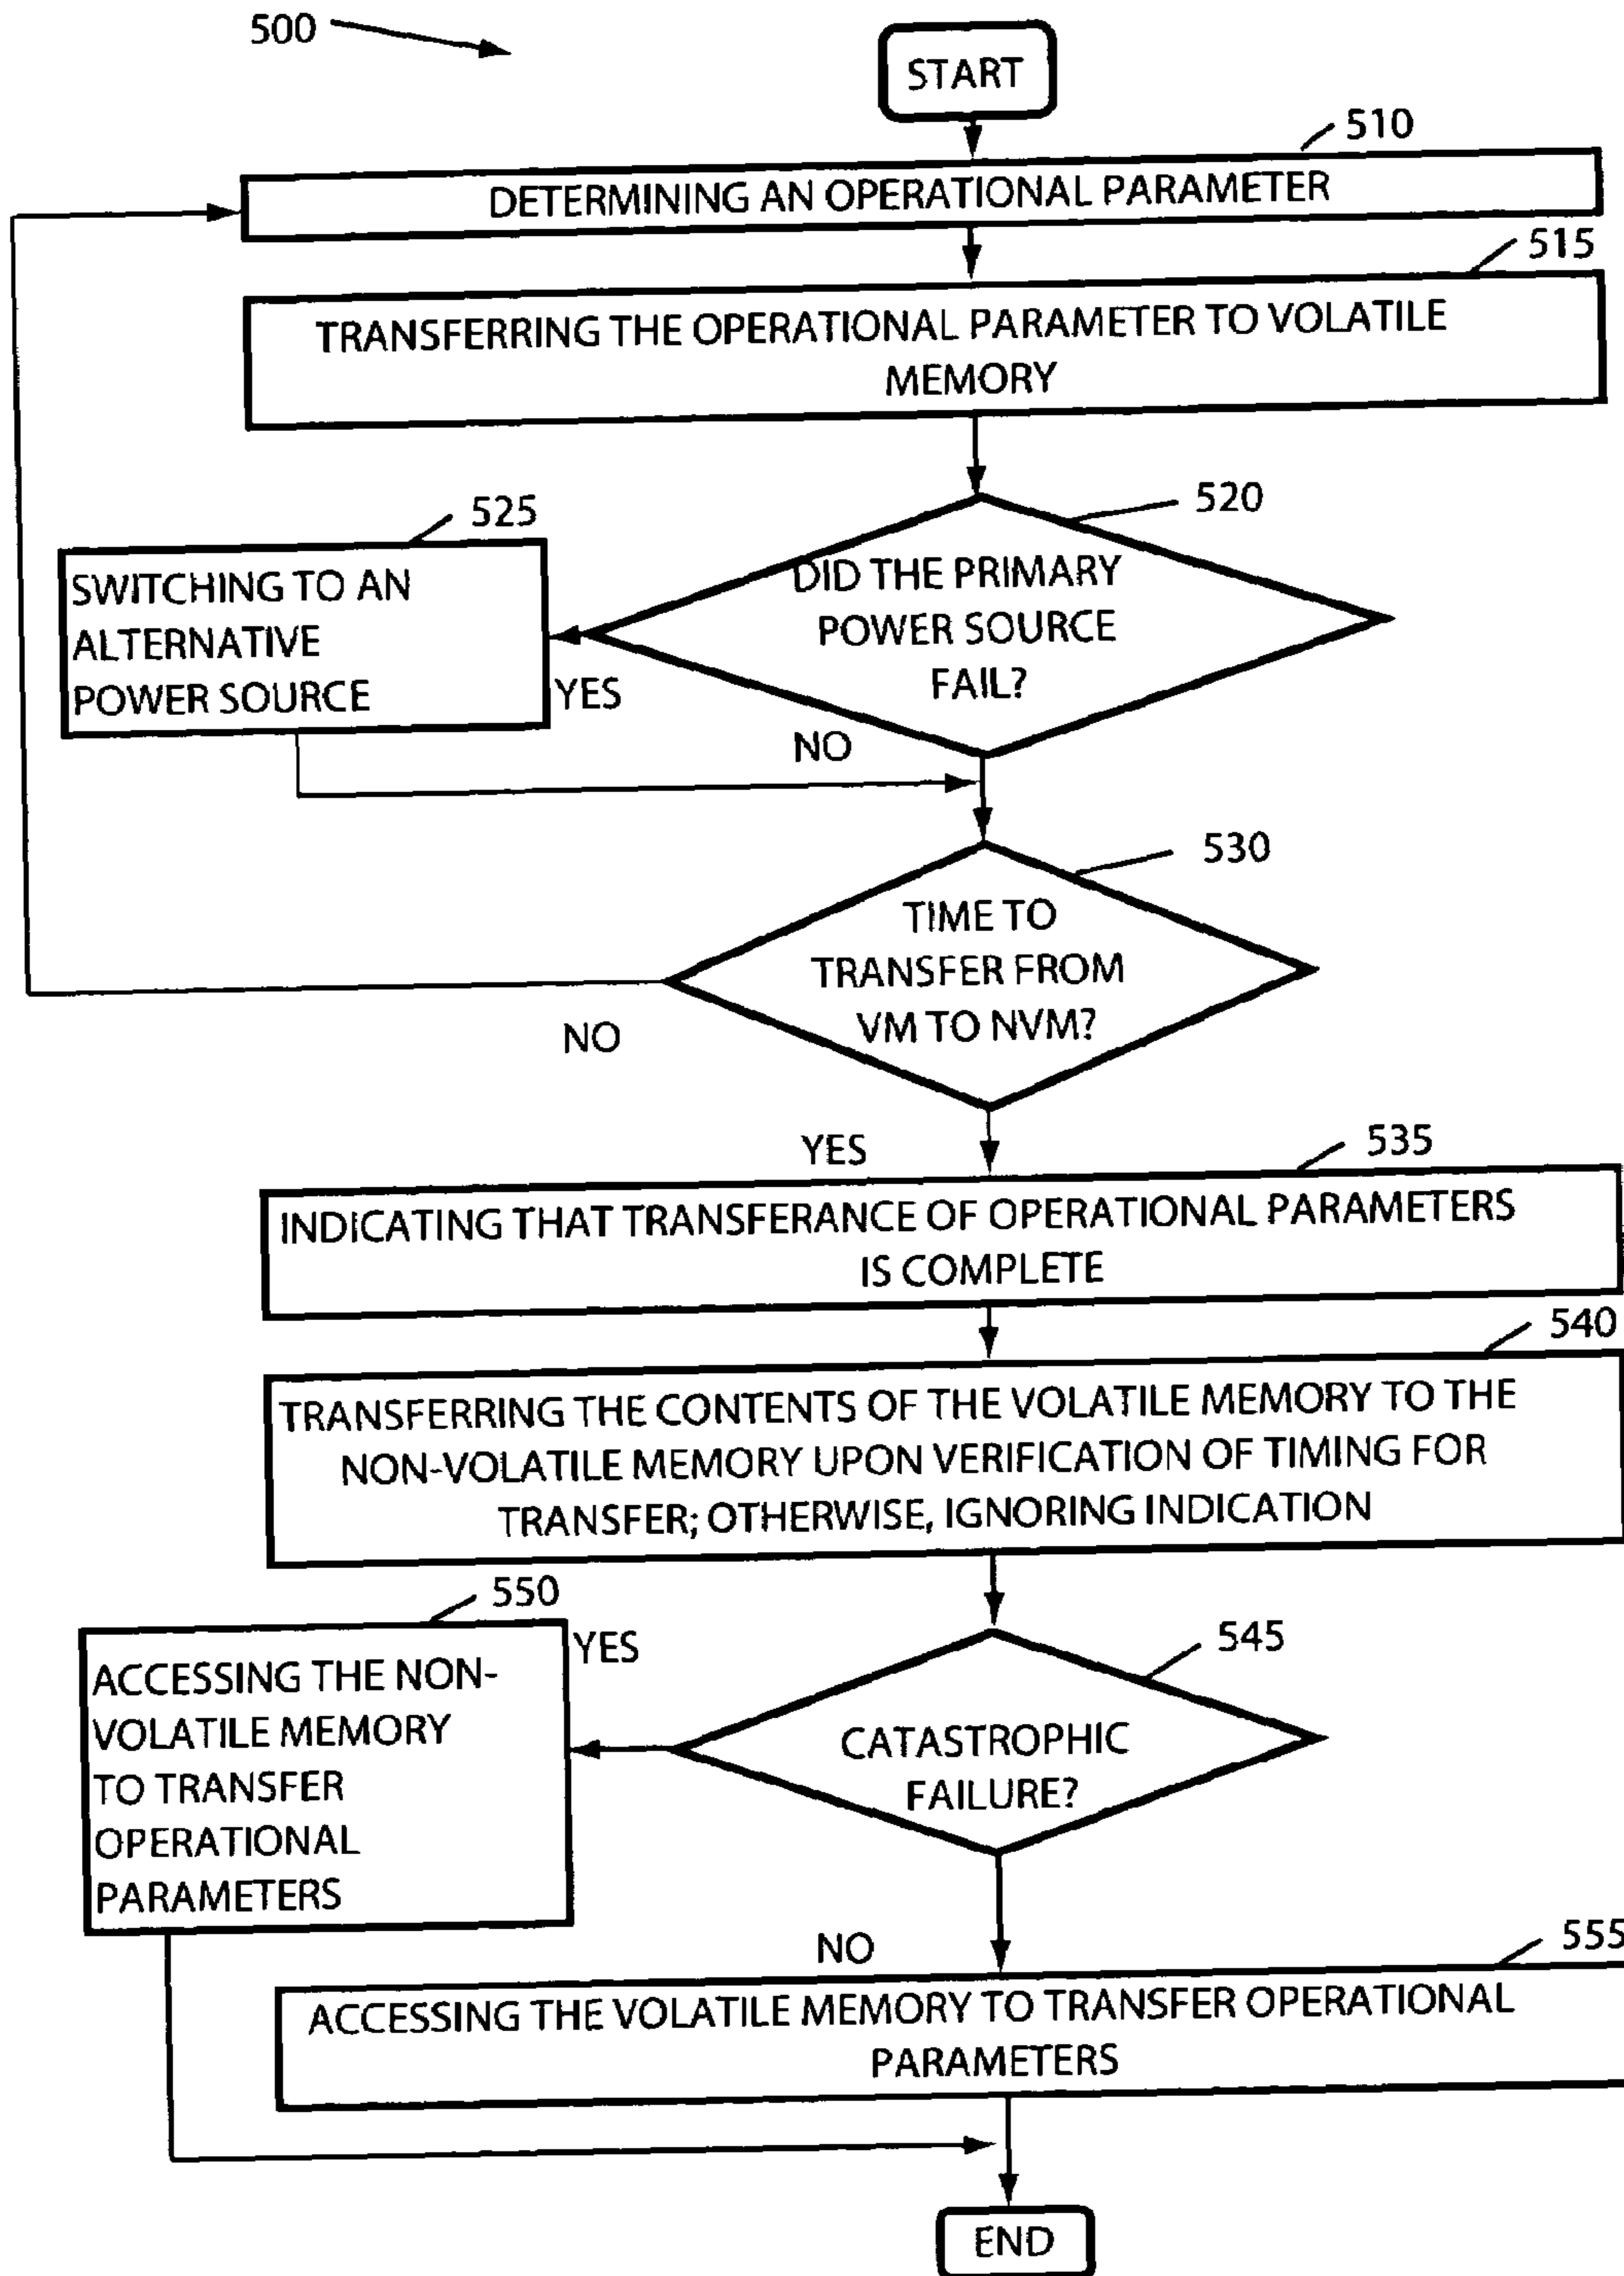 500
START
510
DETERMINING AN OPERATIONAL PARAMETER
515
TRANSFERRING THE OPERATIONAL PARAMETER TO VOLATILE
MEMORY
520
DID THE PRIMARY
POWER SOURCE
FAIL?
525
SWITCHING TO AN
ALTERNATIVE
POWER SOURCE
YES
NO
530
TIME TO
TRANSFER FROM
VM TO NVM?
NO
YES
535
INDICATING THAT TRANSFERANCE OF OPERATIONAL PARAMETERS
IS COMPLETE
540
TRANSFERRING THE CONTENTS OF THE VOLATILE MEMORY TO THE
NON-VOLATILE MEMORY UPON VERIFICATION OF TIMING FOR
TRANSFER; OTHERWISE, IGNORING INDICATION
550
YES
545
ACCESSING THE NON-
VOLATILE MEMORY
TO TRANSFER
OPERATIONAL
PARAMETERS
CATASTROPHIC
FAILURE?
NO
555
ACCESSING THE VOLATILE MEMORY TO TRANSFER OPERATIONAL
PARAMETERS
END